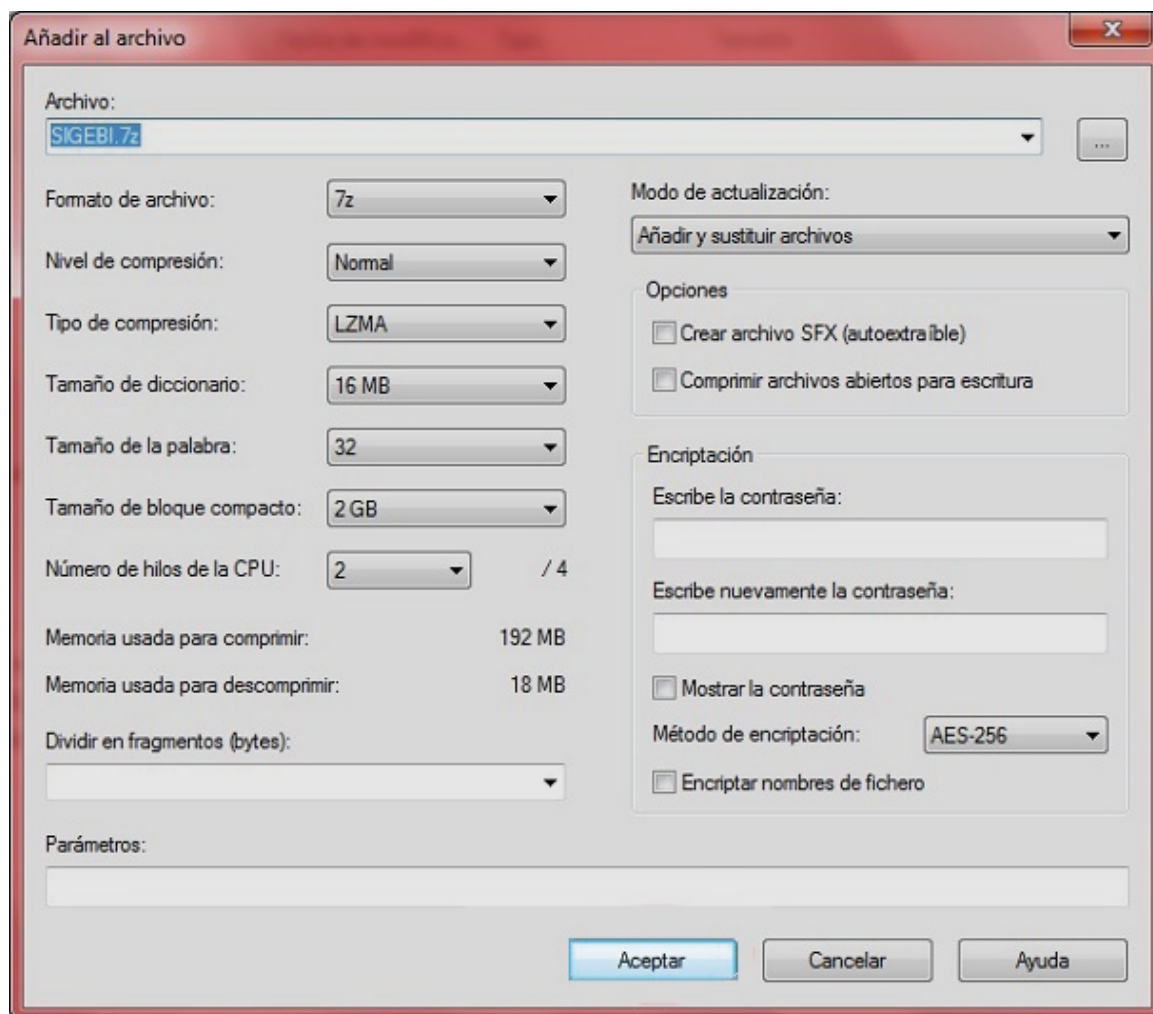 Añadir al archivo
Archivo:
SIGEBI.7z
...
Formato de archivo:
7z
Nivel de compresión:
Normal
Tipo de compresión:
LZMA
Tamaño de diccionario:
16 MB
Tamaño de la palabra:
32
Tamaño de bloque compacto:
2 GB
Número de hilos de la CPU:
2
/ 4
Memoria usada para comprimir:
192 MB
Memoria usada para descomprimir:
18 MB
Dividir en fragmentos (bytes):
Modo de actualización:
Añadir y sustituir archivos
Opciones
Crear archivo SFX (autoextraíble)
Comprimir archivos abiertos para escritura
Encriptación
Escribe la contraseña:
Escribe nuevamente la contraseña:
Mostrar la contraseña
Método de encriptación:
AES-256
Encriptar nombres de fichero
Parámetros:
Aceptar
Cancelar
Ayuda